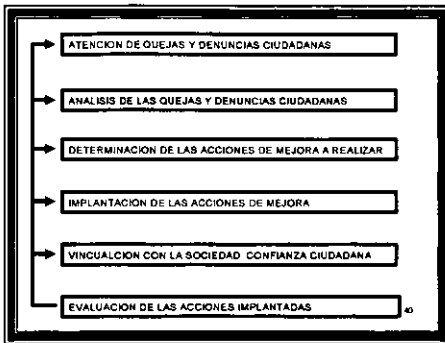 ATENCION DE QUEJAS Y DENUNCIAS CIUDADANAS
ANALISIS DE LAS QUEJAS Y DENUNCIAS CIUDADANAS
DETERMINACION DE LAS ACCIONES DE MEJORA A REALIZAR
IMPLANTACION DE LAS ACCIONES DE MEJORA
VINCUALCION CON LA SOCIEDAD CONFIANZA CIUDADANA
EVALUACION DE LAS ACCIONES IMPLANTADAS
40